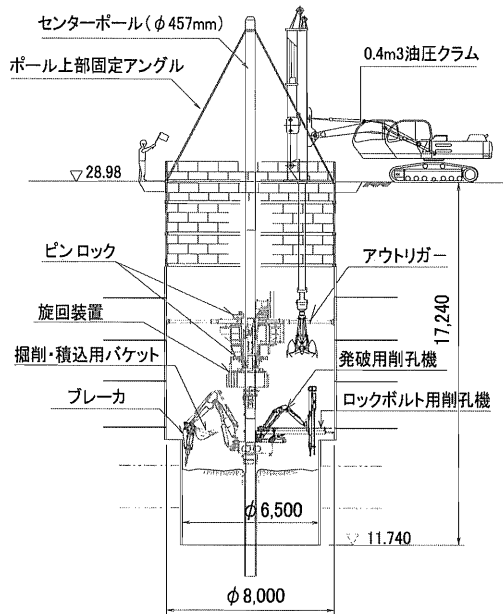 センターポール(φ457mm)
ポール上部固定アングル
0.4m3油圧クラム
28.98
ピンロック
アウトリガー
旋回装置
17,240
掘削・積込用バケット
発破用削孔機
ブレーカ
ロックボルト用削孔機
φ6,500
11.740
φ8,000